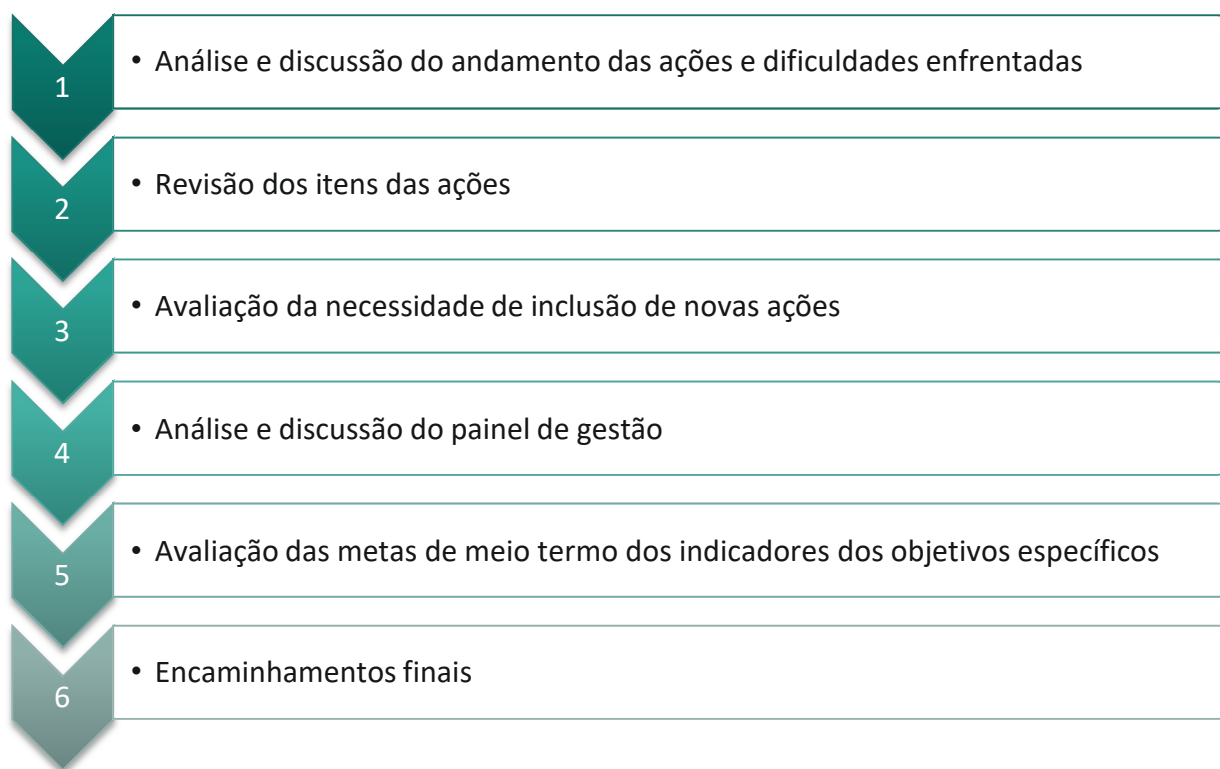 1
• Análise e discussão do andamento das ações e dificuldades enfrentadas
2
• Revisão dos itens das ações
3
• Avaliação da necessidade de inclusão de novas ações
4
• Análise e discussão do painel de gestão
5
• Avaliação das metas de meio termo dos indicadores dos objetivos específicos
6
• Encaminhamentos finais